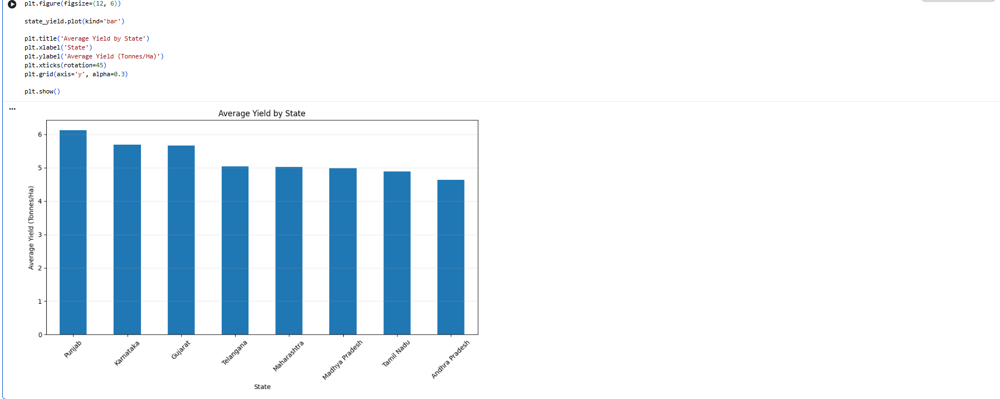 plt.figure(figsize=(12, 6))
state_yield.plot(kind='bar')
plt.title('Average Yield by State')
plt.xlabel('State')
plt.ylabel('Average Yield (Tonnes/Ha)')
plt.xticks(rotation=45)
plt.grid(axis='y', alpha=0.3)
plt.show()
...
Average Yield by State
6
5
4
3
2
1
0
Average Yield (Tonnes/Ha)
Punjab
Karnataka
Gujarat
Telangana
Maharashtra
Madhya Pradesh
Tamil Nadu
Andhra Pradesh
State